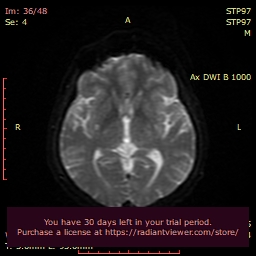 Im: 36/48
Se: 4
A
STP97
STP97
M
Ax DWI B 1000
R
L
You have 30 days left in your trial period.
Purchase a license at https://radiantviewer.com/store/